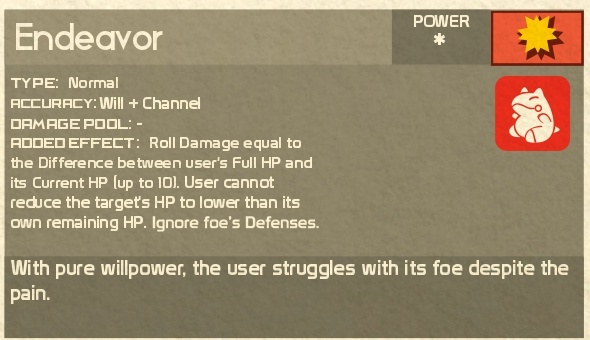 Endeavor
POWER
*
TYPE: Normal
ACCURACY: Will + Channel
DAMAGE POOL: -
ADDED EFFECT: Roll Damage equal to
the Difference between user's Full HP and
its Current HP (up to 10). User cannot
reduce the target's HP to lower than its
own remaining HP. Ignore foe's Defenses.
With pure willpower, the user struggles with its foe despite the
pain.